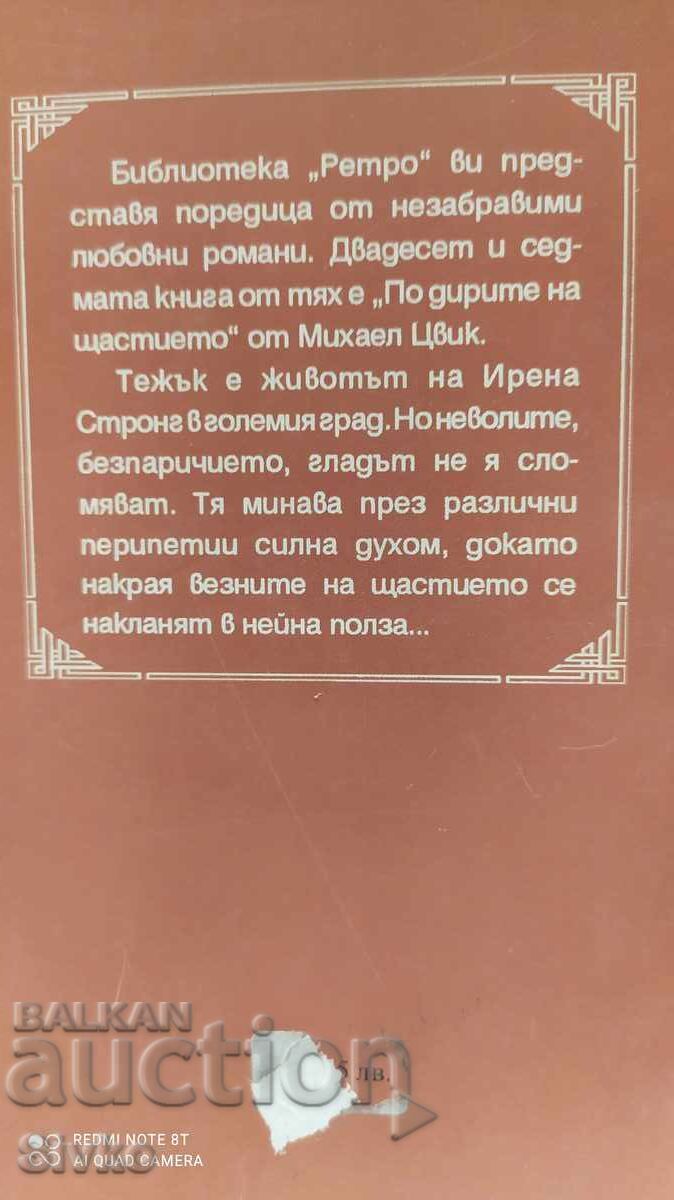 Библиотека „Ретро“ ви пред-
ставя поредица от незабравими
любовни романи. Двадесет и сед-
мата книга от тях е „По дирите на
щастието“ от Михаел Цвик.
Тежък е животът на Ирена
Стронг в големия град. Но неволите,
безпаричието, гладът не я сло-
мяват. Тя минава през различни
перипетии силна духом, докато
накрая везните на щастието се
накланят в нейна полза...
BALKAN
auction
5 лв.
REDMI NOTE 8T
AI QUAD CAMERA